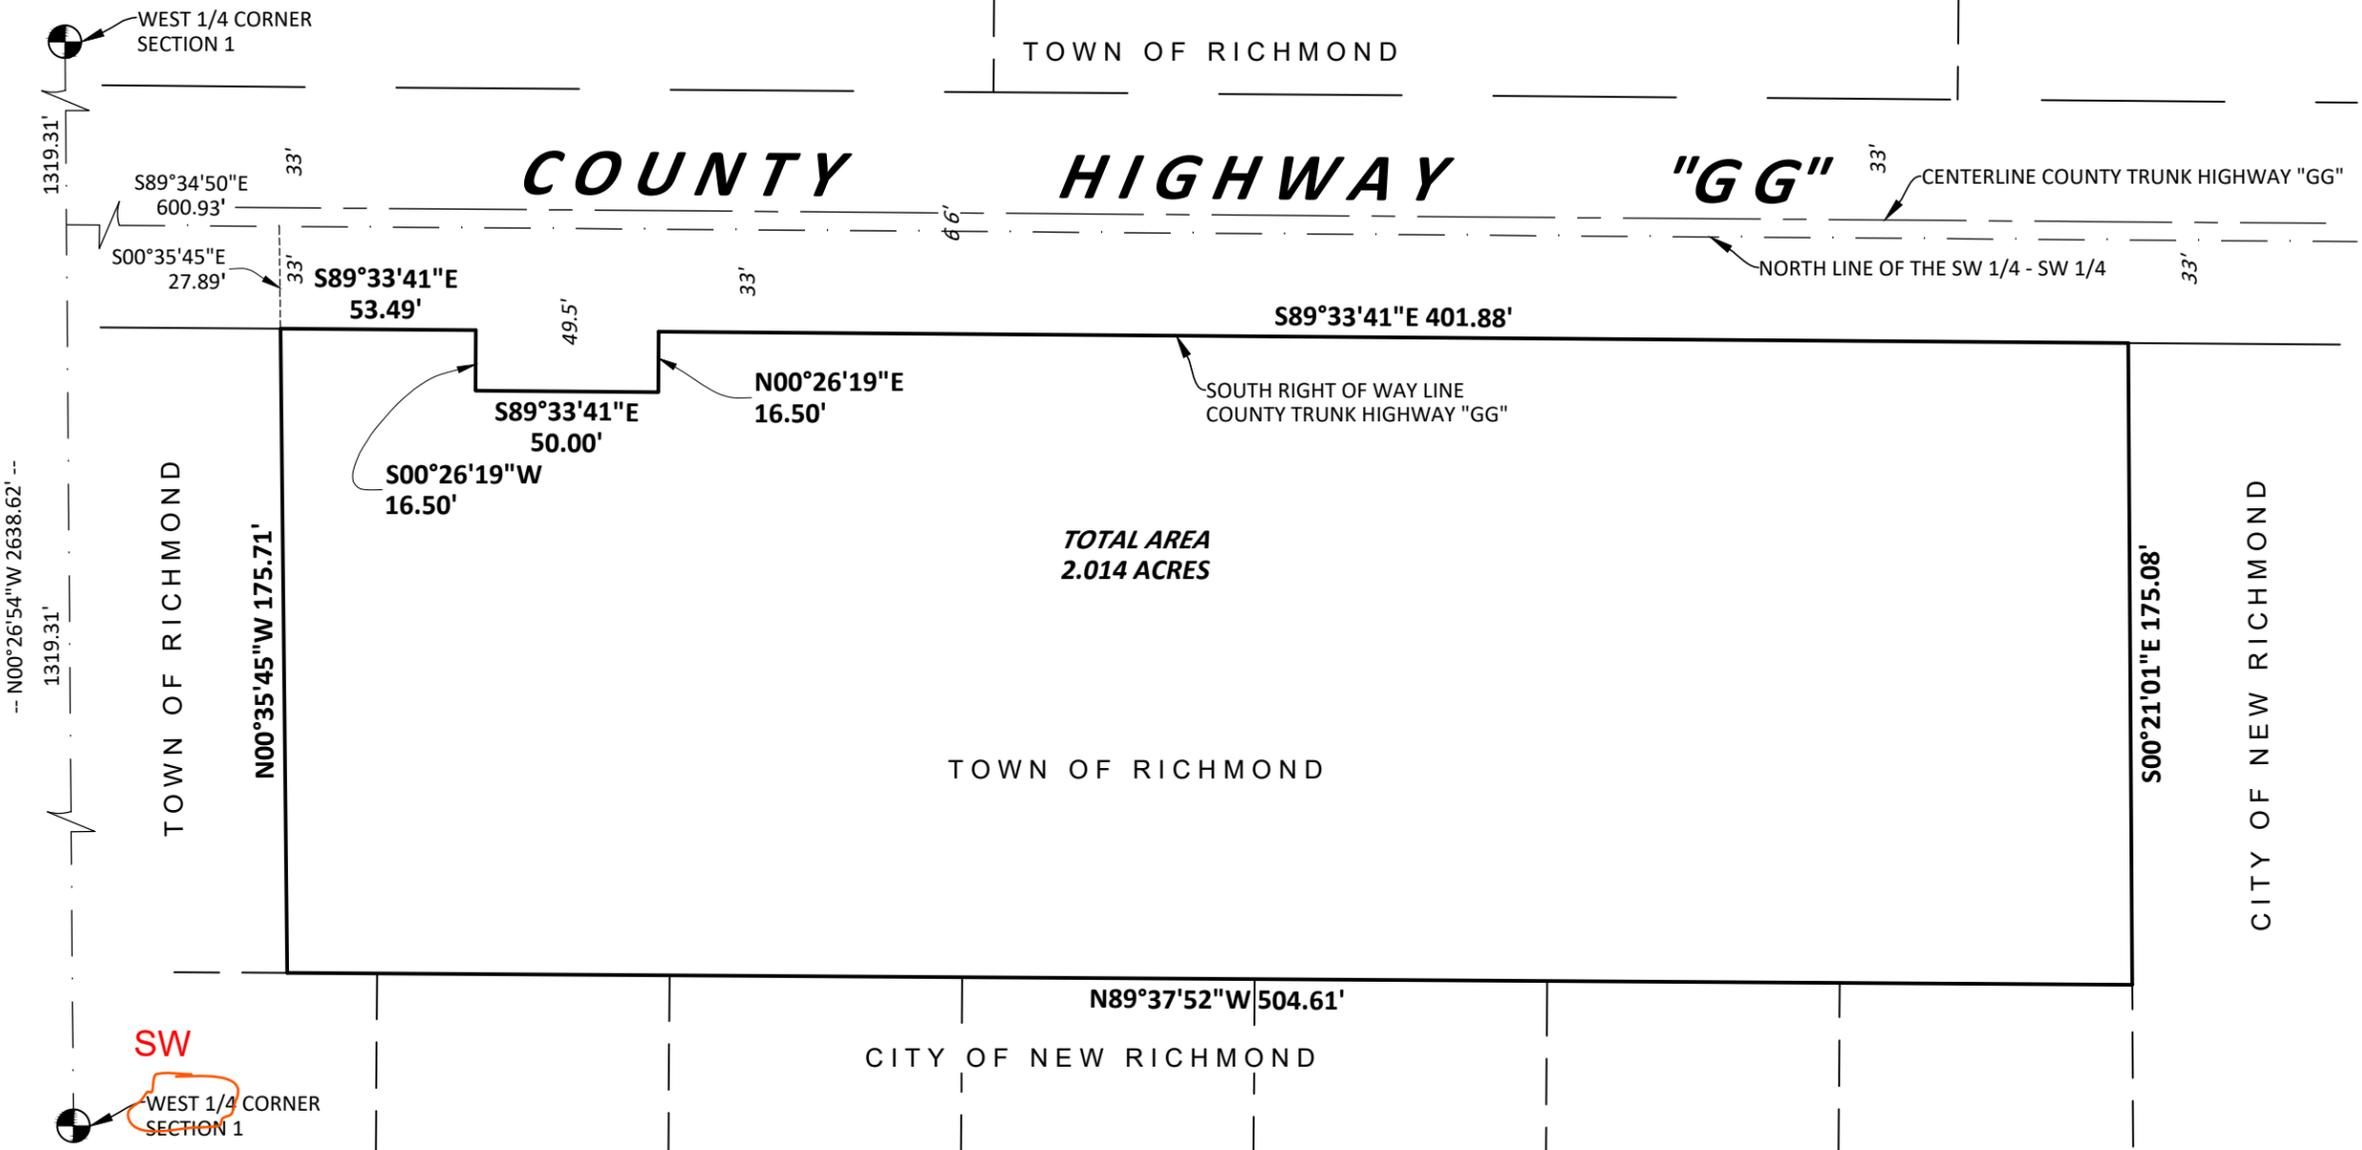 WEST 1/4 CORNER
SECTION 1
TOWN OF RICHMOND
1319.31'
33'
COUNTY HIGHWAY "GG"
33'
CENTERLINE COUNTY TRUNK HIGHWAY "GG"
S89°34'50"E
600.93'
66'
S00°35'45"E
27.89'
33'
S89°33'41"E
53.49'
49.5'
33'
NORTH LINE OF THE SW 1/4 - SW 1/4
33'
S89°33'41"E 401.88'
N00°26'19"E
16.50'
SOUTH RIGHT OF WAY LINE
COUNTY TRUNK HIGHWAY "GG"
S89°33'41"E
50.00'
S00°26'19"W
16.50'
-- N00°26'54"W 2638.62' --
1319.31'
TOWN OF RICHMOND
N00°35'45"W 175.71'
TOTAL AREA
2.014 ACRES
TOWN OF RICHMOND
S00°21'01"E 175.08'
CITY OF NEW RICHMOND
N89°37'52"W 504.61'
CITY OF NEW RICHMOND
SW
WEST 1/4 CORNER
SECTION 1